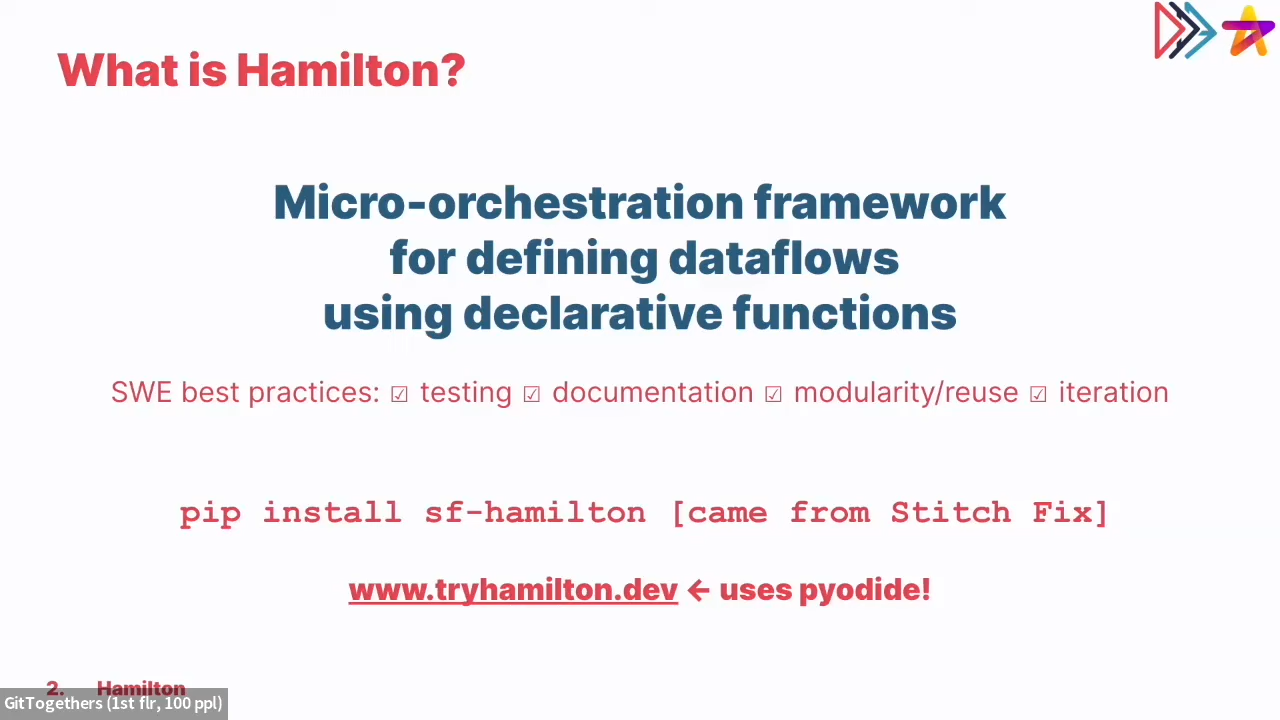 What is Hamilton?
Micro-orchestration framework
for defining dataflows
using declarative functions
SWE best practices: ☑ testing ☑ documentation ☑ modularity/reuse ☑ iteration
pip install sf-hamilton [came from Stitch Fix]
www.tryhamilton.dev ← uses pyodide!
2. Hamilton
GitTogethers (1st flr, 100 ppl)